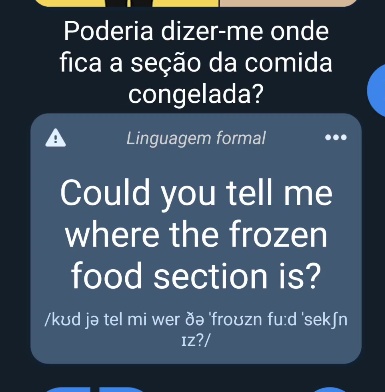 Poderia dizer-me onde
fica a seção da comida
congelada?
Linguagem formal
Could you tell me
where the frozen
food section is?
/kʊd jə tel mi wer ðə 'froʊzn fu:d 'sekʃn
ɪz?/